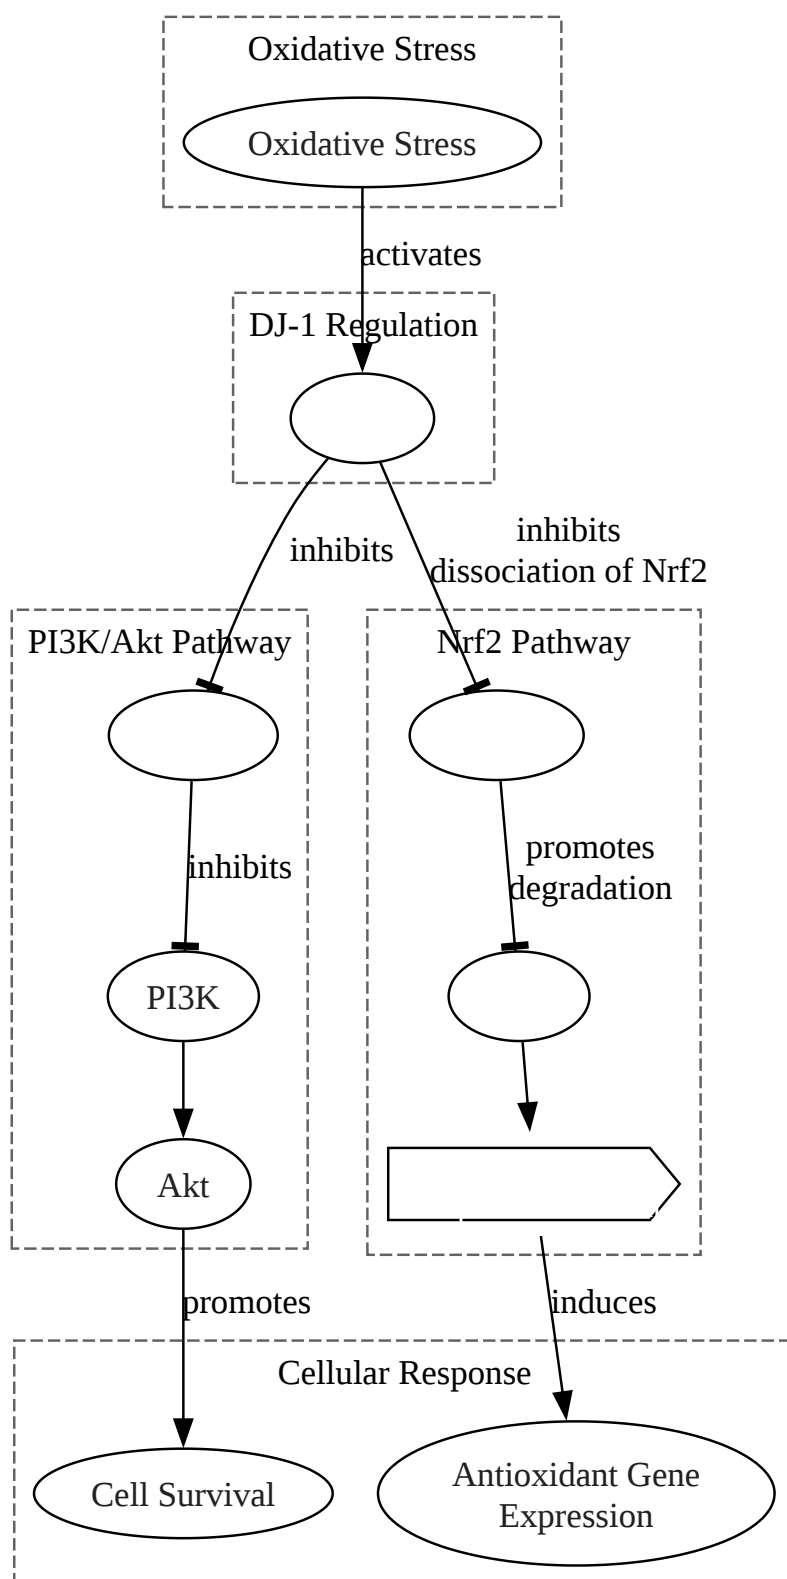 Oxidative Stress
Oxidative Stress
activates
DJ-1 Regulation
inhibits
inhibits
dissociation of Nrf2
PI3K/Akt Pathway
Nrf2 Pathway
inhibits
promotes
degradation
PI3K
Akt
promotes
induces
Cellular Response
Cell Survival
Antioxidant Gene
Expression